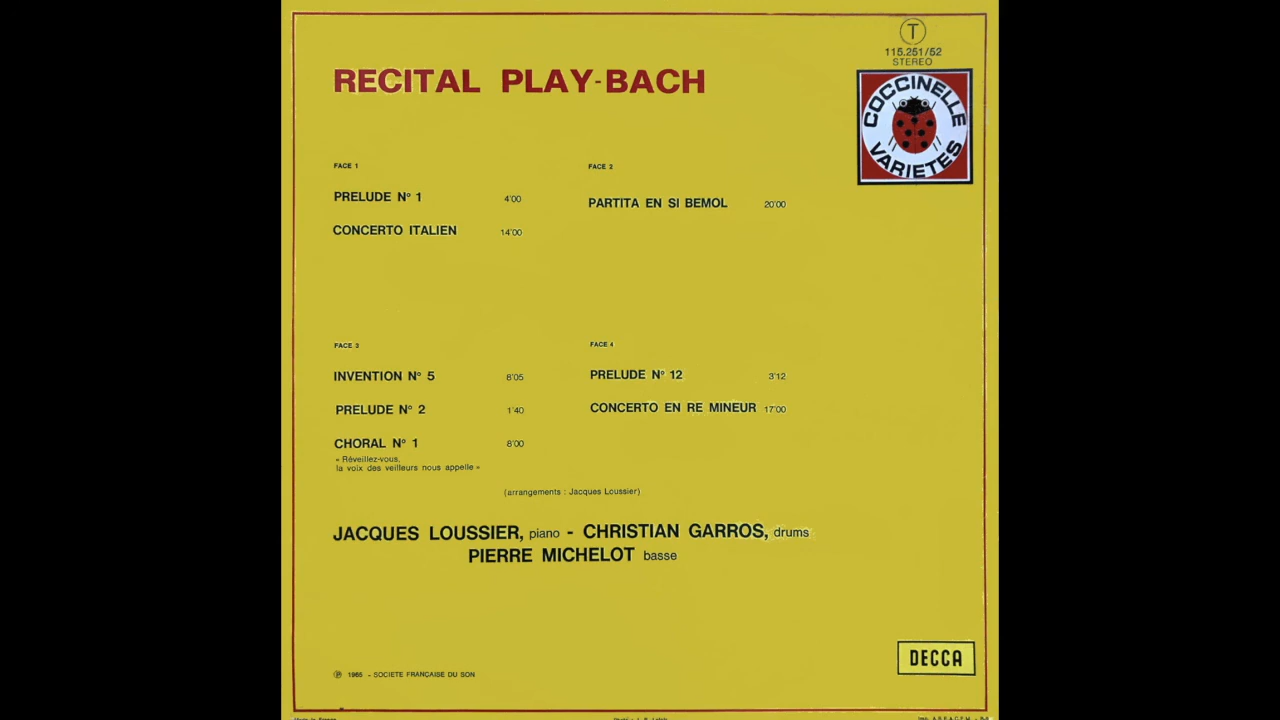 T
115.251/52
STEREO
COCCINELLE
VARIETES
RECITAL PLAY-BACH
FACE 1
PRELUDE N° 1 4'00
CONCERTO ITALIEN 14'00
FACE 2
PARTITA EN SI BEMOL 20'00
FACE 3
INVENTION N° 5 8'05
PRELUDE N° 2 1'40
CHORAL N° 1 8'00
« Réveillez-vous,
la voix des veilleurs nous appelle »
FACE 4
PRELUDE N° 12 3'12
CONCERTO EN RE MINEUR 17'00
(arrangements : Jacques Loussier)
JACQUES LOUSSIER, piano - CHRISTIAN GARROS, drums
PIERRE MICHELOT basse
DECCA
℗ 1965 - SOCIETE FRANÇAISE DU SON